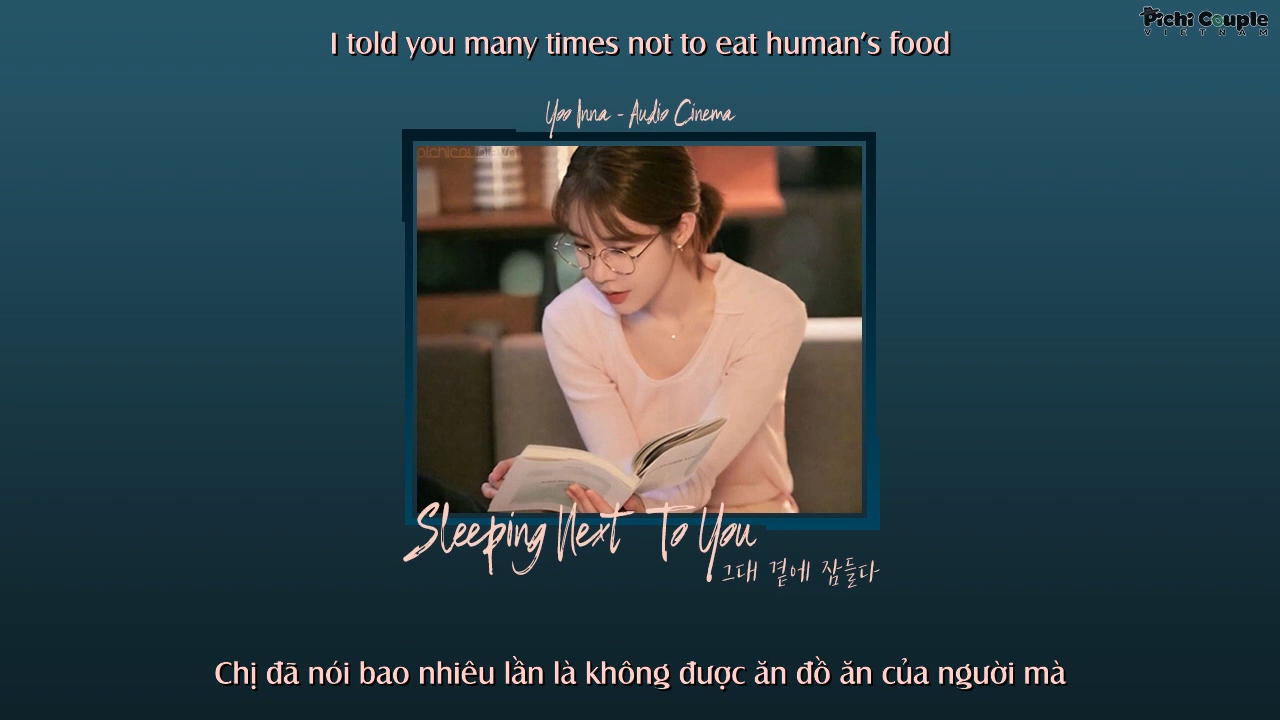 Pichi Couple
VIETNAM
I told you many times not to eat human's food
Yoo Inna - Audio Cinema
pichicouple.vn
Sleeping Next To You
그대 곁에 잠들다
Chị đã nói bao nhiêu lần là không được ăn đồ ăn của người mà